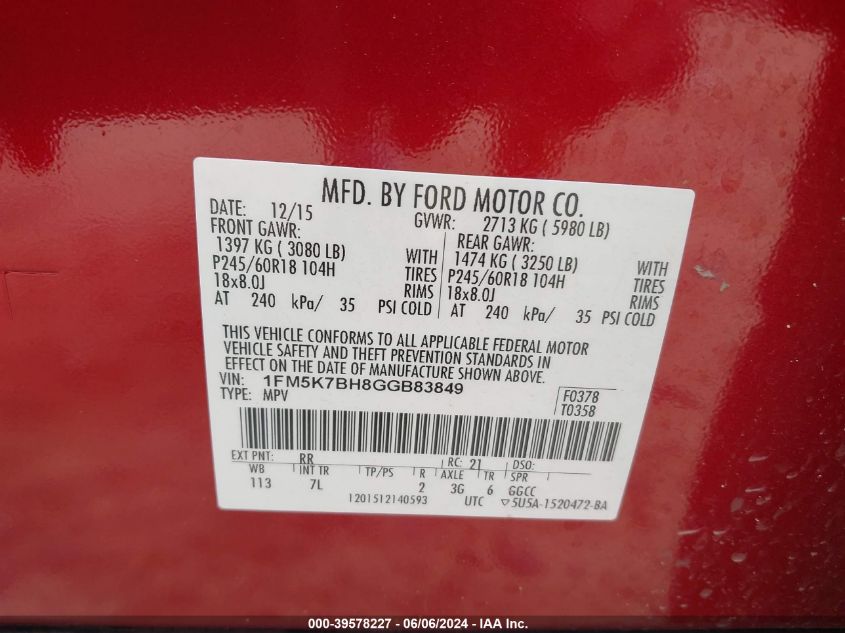 MFD. BY FORD MOTOR CO.
DATE: 12/15 GVWR: 2713 KG ( 5980 LB)
FRONT GAWR: REAR GAWR:
1397 KG ( 3080 LB) WITH 1474 KG ( 3250 LB) WITH
P245/60R18 104H TIRES P245/60R18 104H TIRES
18x8.0J RIMS 18x8.0J RIMS
AT 240 kPa/ 35 PSI COLD AT 240 kPa/ 35 PSI COLD
THIS VEHICLE CONFORMS TO ALL APPLICABLE FEDERAL MOTOR
VEHICLE SAFETY AND THEFT PREVENTION STANDARDS IN
EFFECT ON THE DATE OF MANUFACTURE SHOWN ABOVE.
VIN: 1FM5K7BH8GGB83849
TYPE: MPV
F0378
T0358
EXT PNT: RR RC: 21 DSO:
WB INT TR TP/PS R AXLE TR SPR
113 7L 2 3G 6 GGCC
1201512140593 UTC ▽5U5A-1520472-BA
000-39578227 - 06/06/2024 - IAA Inc.